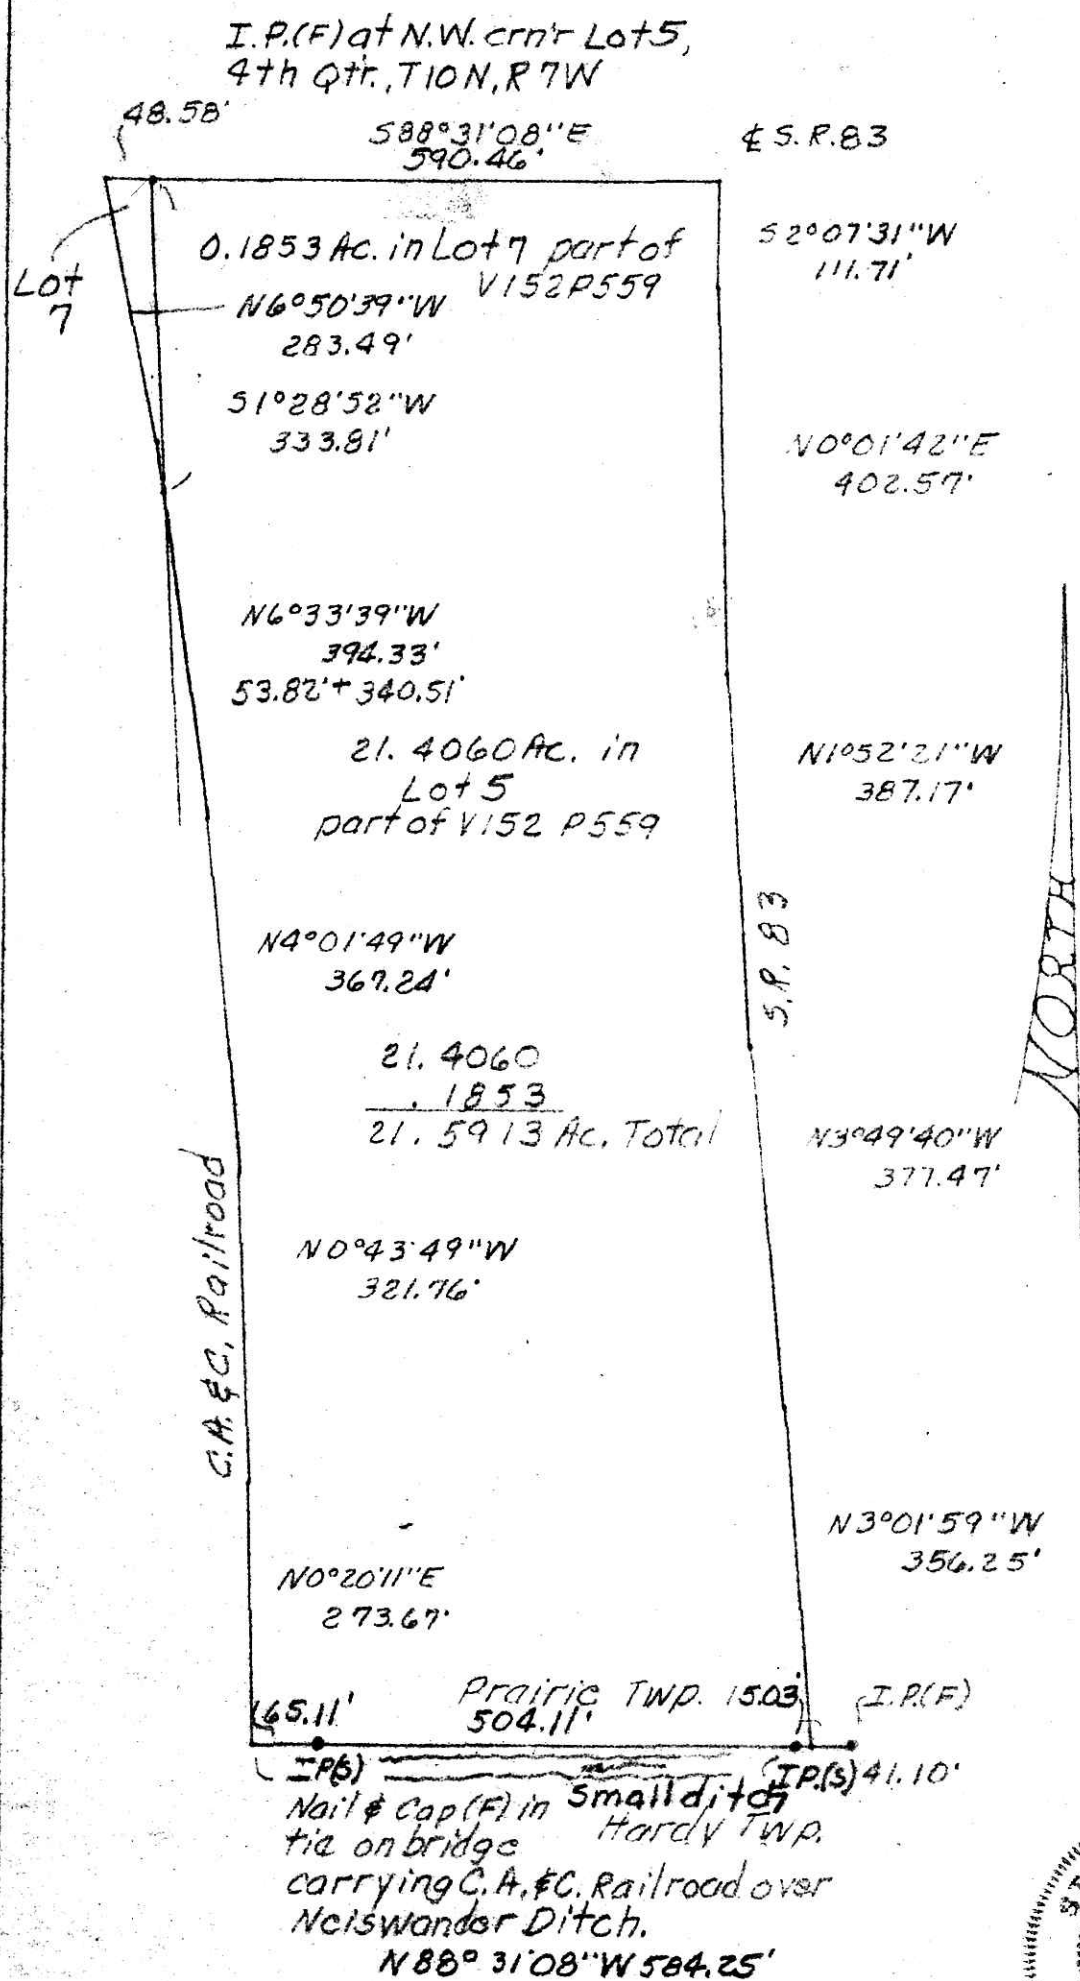 I.P.(F) at N.W. crn'r Lot 5,
4th Qtr., T10N, R7W
48.58'
S88°31'08"E
590.46'
℄ S.R.83
0.1853 Ac. in Lot 7 part of
V152P559
S2°07'31"W
111.71'
Lot
7
N6°50'39"W
283.49'
S1°28'52"W
333.81'
N0°01'42"E
402.57'
N6°33'39"W
394.33'
53.82'+340.51'
21.4060 Ac. in
Lot 5
part of V152 P559
N1°52'21"W
387.17'
S.R. 83
NORTH
N4°01'49"W
367.24'
21.4060
.1853
21.5913 Ac. Total
N3°49'40"W
377.47'
C.A. & C. Railroad
N0°43'49"W
321.76'
N3°01'59"W
356.25'
N0°20'11"E
273.67'
65.11'
Prairie Twp.
504.11'
15.03'
I.P.(F)
I.P.(S)
I.P.(S) 41.10'
Small ditch
Nail & Cap (F) in
Hardy Twp.
tie on bridge
carrying C.A. & C. Railroad over
Neiswander Ditch.
N88°31'08"W 584.25'